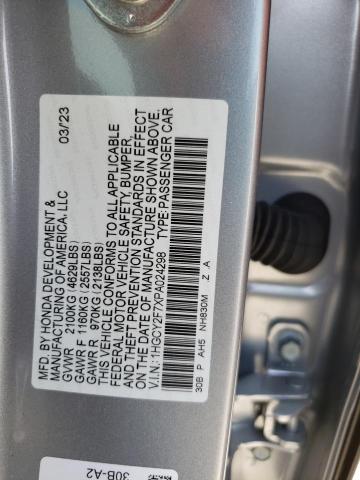 MFD. BY HONDA DEVELOPMENT &
MANUFACTURING OF AMERICA, LLC 03/23
GVWR 2100KG (4629LBS)
GAWR F 1160KG (2557LBS)
GAWR R 970KG (2138LBS)
THIS VEHICLE CONFORMS TO ALL APPLICABLE
FEDERAL MOTOR VEHICLE SAFETY, BUMPER,
AND THEFT PREVENTION STANDARDS IN EFFECT
ON THE DATE OF MANUFACTURE SHOWN ABOVE.
V.I.N.: 1HGCY2F7XPA024298 TYPE:PASSENGER CAR
30B P AH5 NH830M Z A
30B-A2